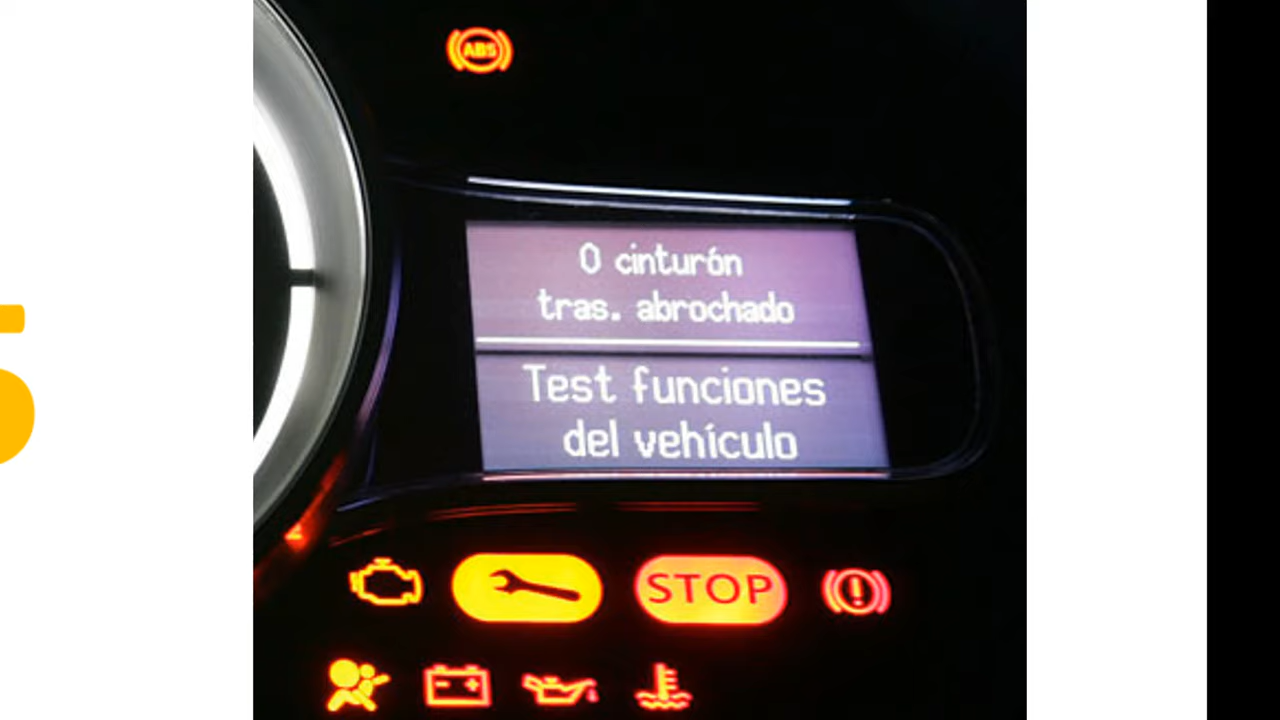 ABS
0 cinturón
tras. abrochado
Test funciones
del vehículo
STOP